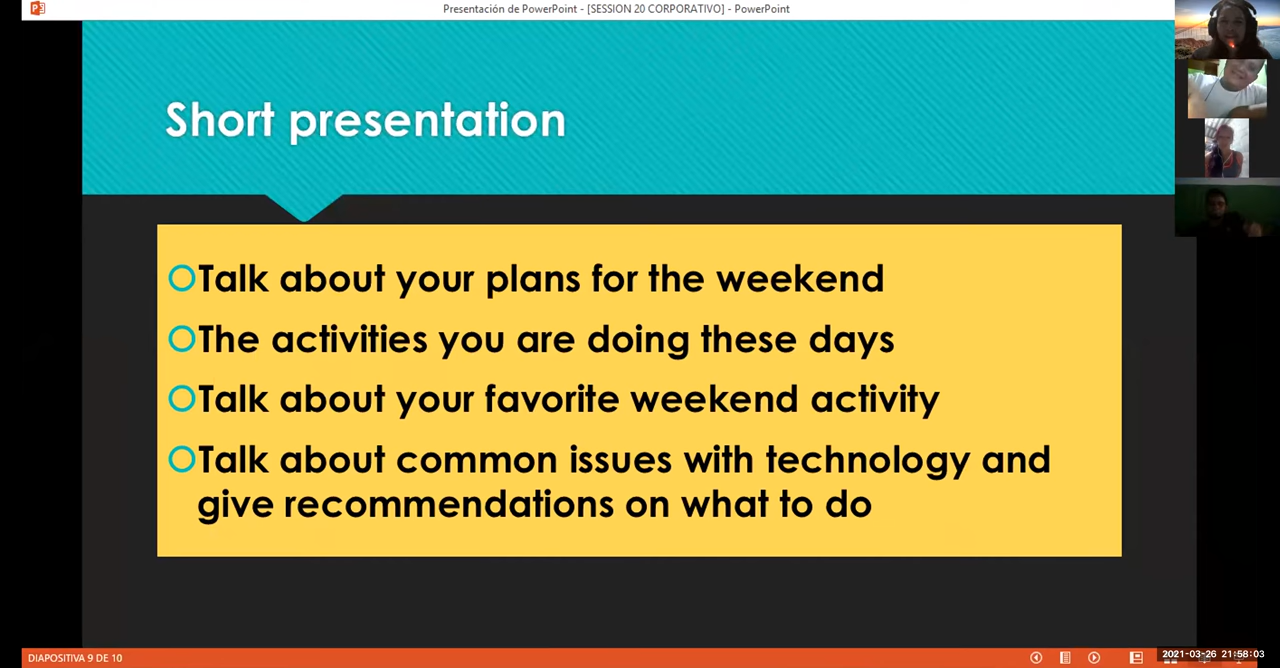 Presentación de PowerPoint - [SESSION 20 CORPORATIVO] - PowerPoint
Short presentation
Talk about your plans for the weekend
The activities you are doing these days
Talk about your favorite weekend activity
Talk about common issues with technology and
give recommendations on what to do
DIAPOSITIVA 9 DE 10
2021-03-26 21:58:03